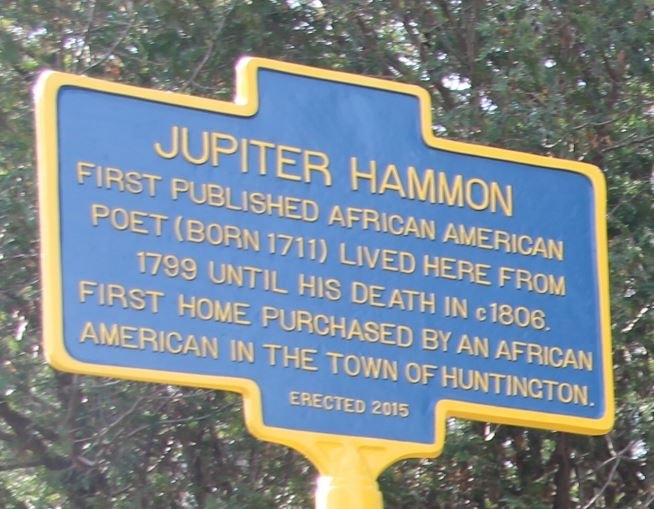 JUPITER HAMMON
FIRST PUBLISHED AFRICAN AMERICAN
POET (BORN 1711) LIVED HERE FROM
1799 UNTIL HIS DEATH IN c1806.
FIRST HOME PURCHASED BY AN AFRICAN
AMERICAN IN THE TOWN OF HUNTINGTON.
ERECTED 2015